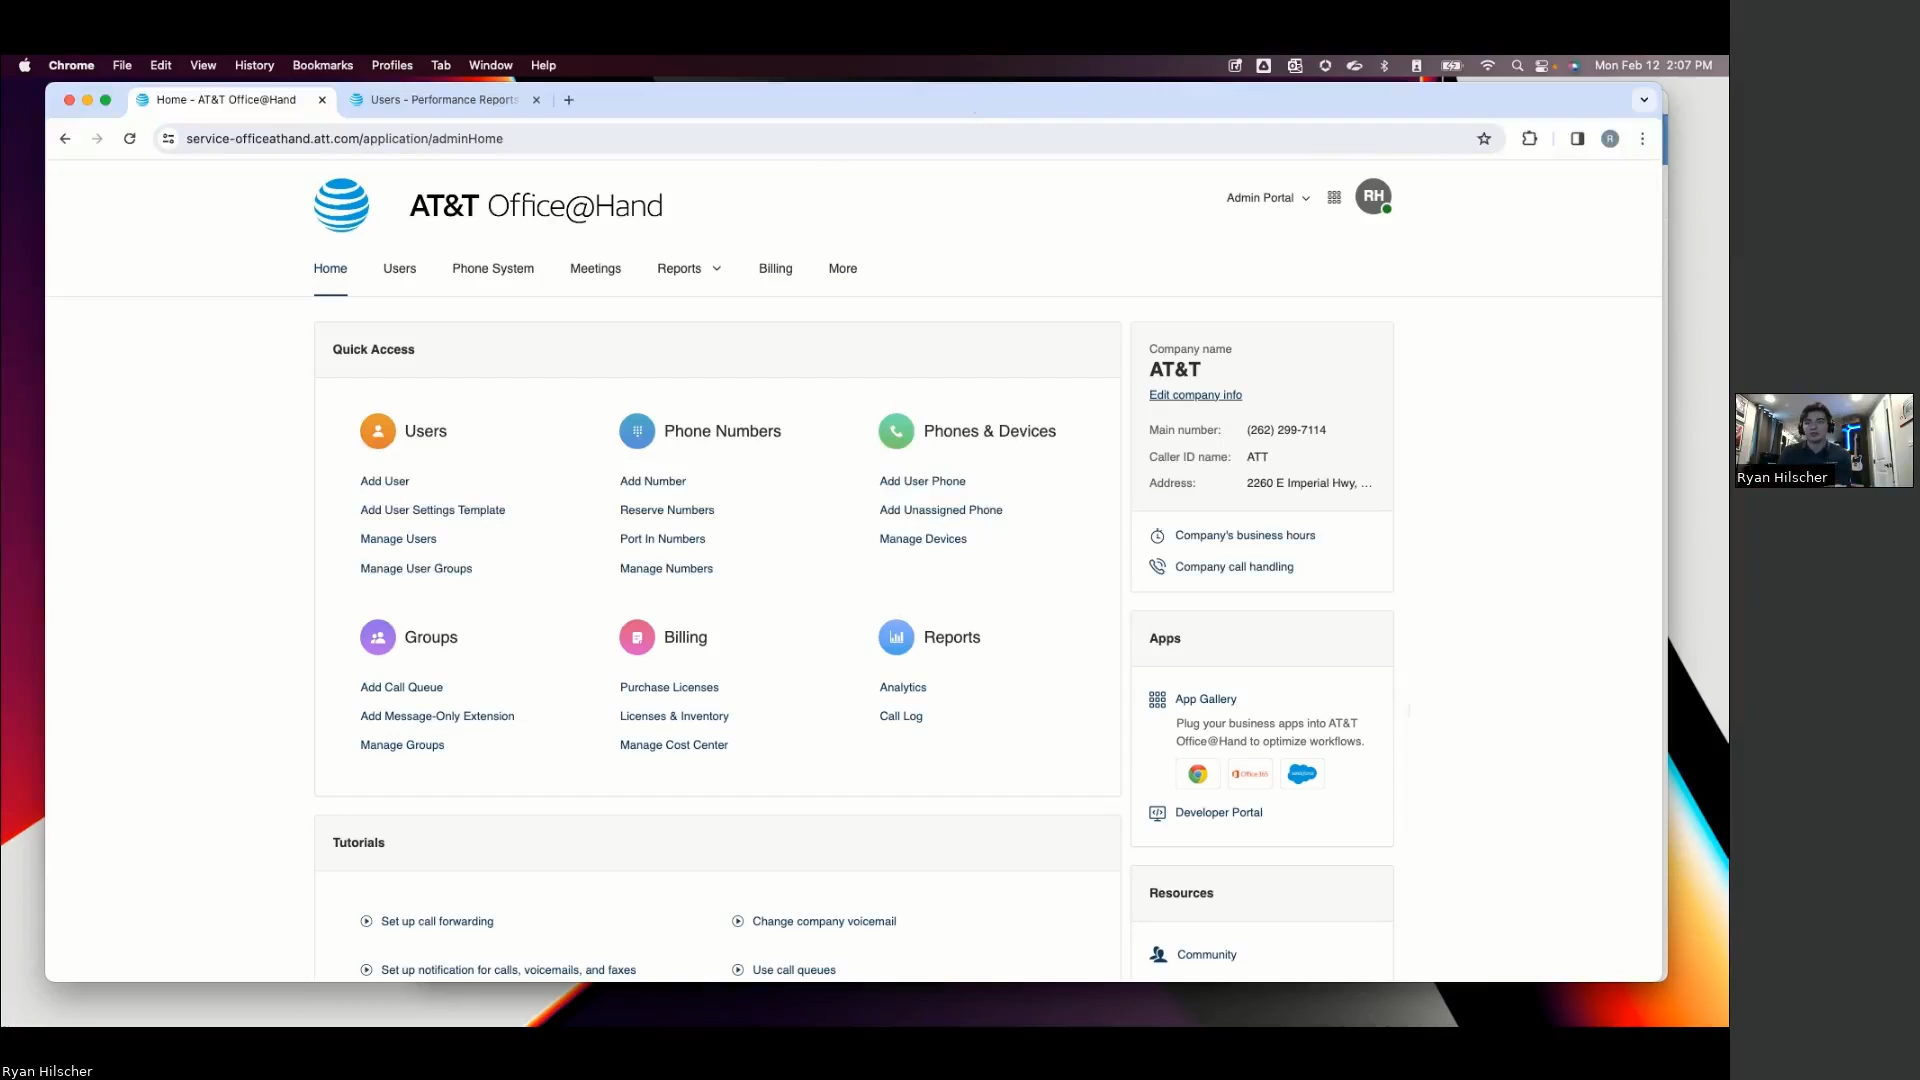 Chrome File Edit View History Bookmarks Profiles Tab Window Help Mon Feb 12 2:07 PM
Home - AT&T Office@Hand Users - Performance Reports
service-officeathand.att.com/application/adminHome R
AT&T Office@Hand
Admin Portal RH
Home Users Phone System Meetings Reports Billing More
Quick Access
Users Phone Numbers Phones & Devices
Add User Add Number Add User Phone
Add User Settings Template Reserve Numbers Add Unassigned Phone
Manage Users Port In Numbers Manage Devices
Manage User Groups Manage Numbers
Groups Billing Reports
Add Call Queue Purchase Licenses Analytics
Add Message-Only Extension Licenses & Inventory Call Log
Manage Groups Manage Cost Center
Tutorials
Set up call forwarding Change company voicemail
Set up notification for calls, voicemails, and faxes Use call queues
Company name
AT&T
Edit company info
Main number: (262) 299-7114
Caller ID name: ATT
Address: 2260 E Imperial Hwy, ...
Company's business hours
Company call handling
Apps
App Gallery
Plug your business apps into AT&T
Office@Hand to optimize workflows.
Office 365
Developer Portal
Resources
Community
Ryan Hilscher
Ryan Hilscher